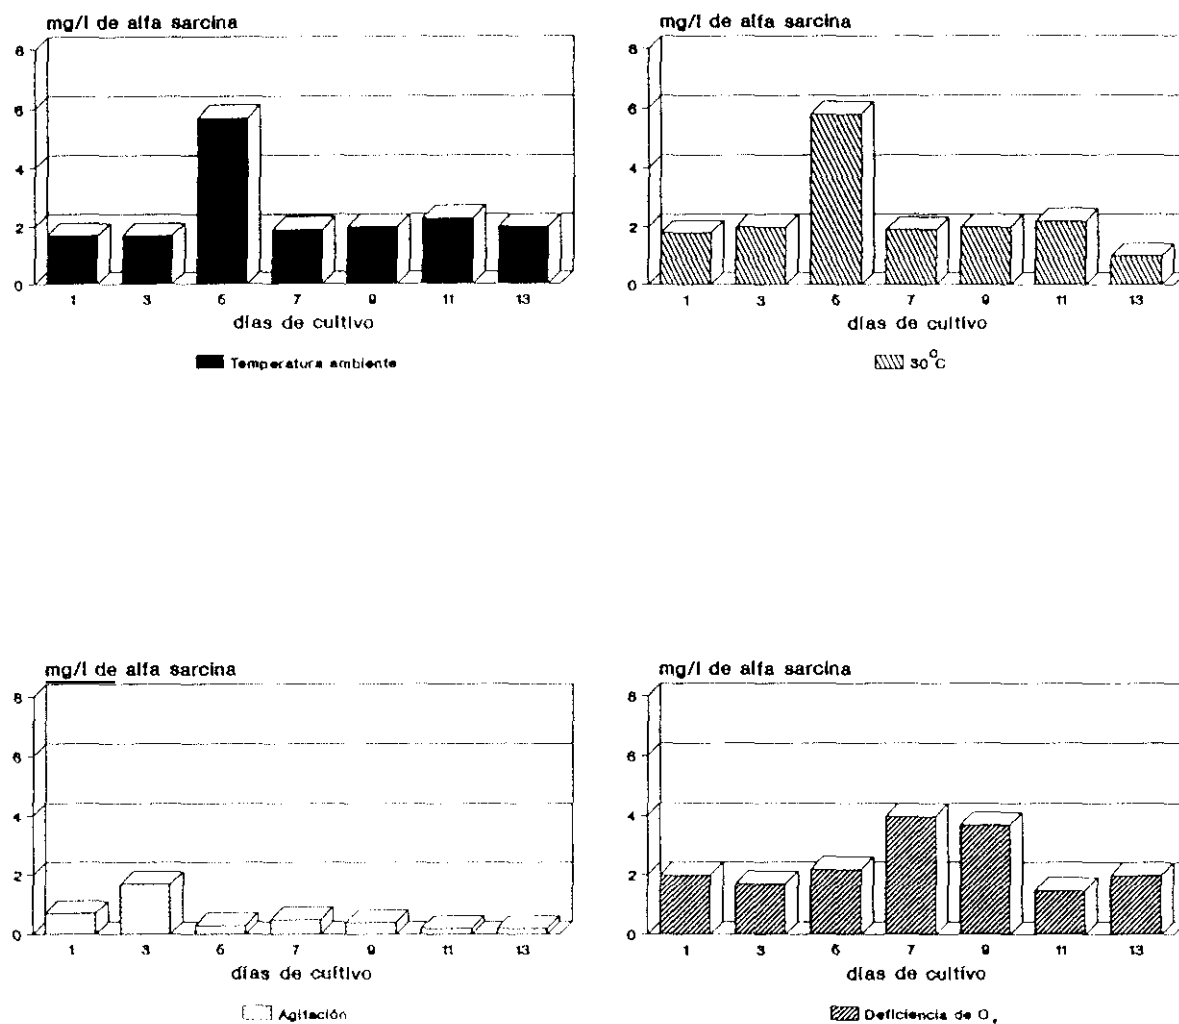 mg/l de alfa sarcina
8
6
4
2
0
1 3 5 7 9 11 13
días de cultivo
Temperatura ambiente
mg/l de alfa sarcina
8
6
4
2
0
1 3 5 7 9 11 13
días de cultivo
30°C
mg/l de alfa sarcina
8
6
4
2
0
1 3 5 7 9 11 13
días de cultivo
Agitación
mg/l de alfa sarcina
8
6
4
2
0
1 3 5 7 9 11 13
días de cultivo
Deficiencia de O₂